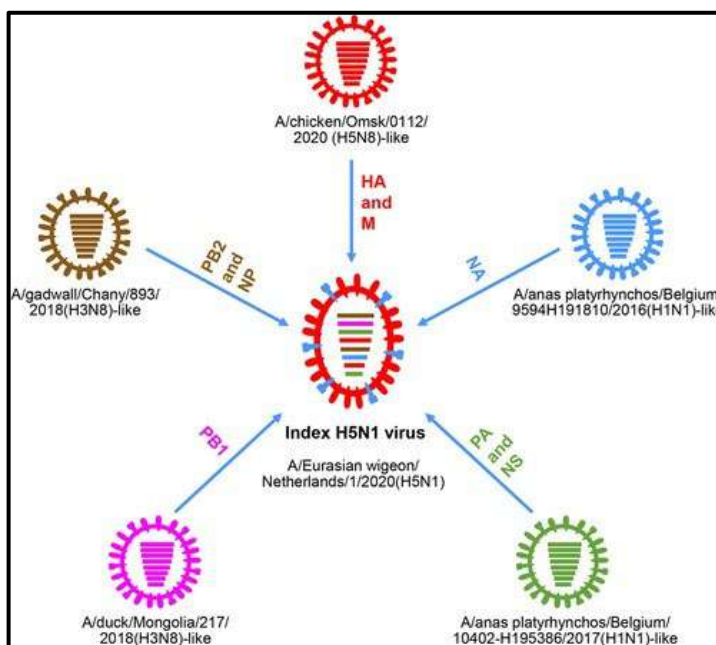 A/chicken/Omsk/0112/
2020 (H5N8)-like
HA
and
M
PB2
and
NP
NA
A/gadwall/Chany/893/
2018(H3N8)-like
A/anas platyrhynchos/Belgium
9594H191810/2016(H1N1)-lik
Index H5N1 virus
A/Eurasian wigeon/
Netherlands/1/2020(H5N1)
PB1
PA
and
NS
A/duck/Mongolia/217/
2018(H3N8)-like
A/anas platyrhynchos/Belgium/
10402-H195386/2017(H1N1)-like